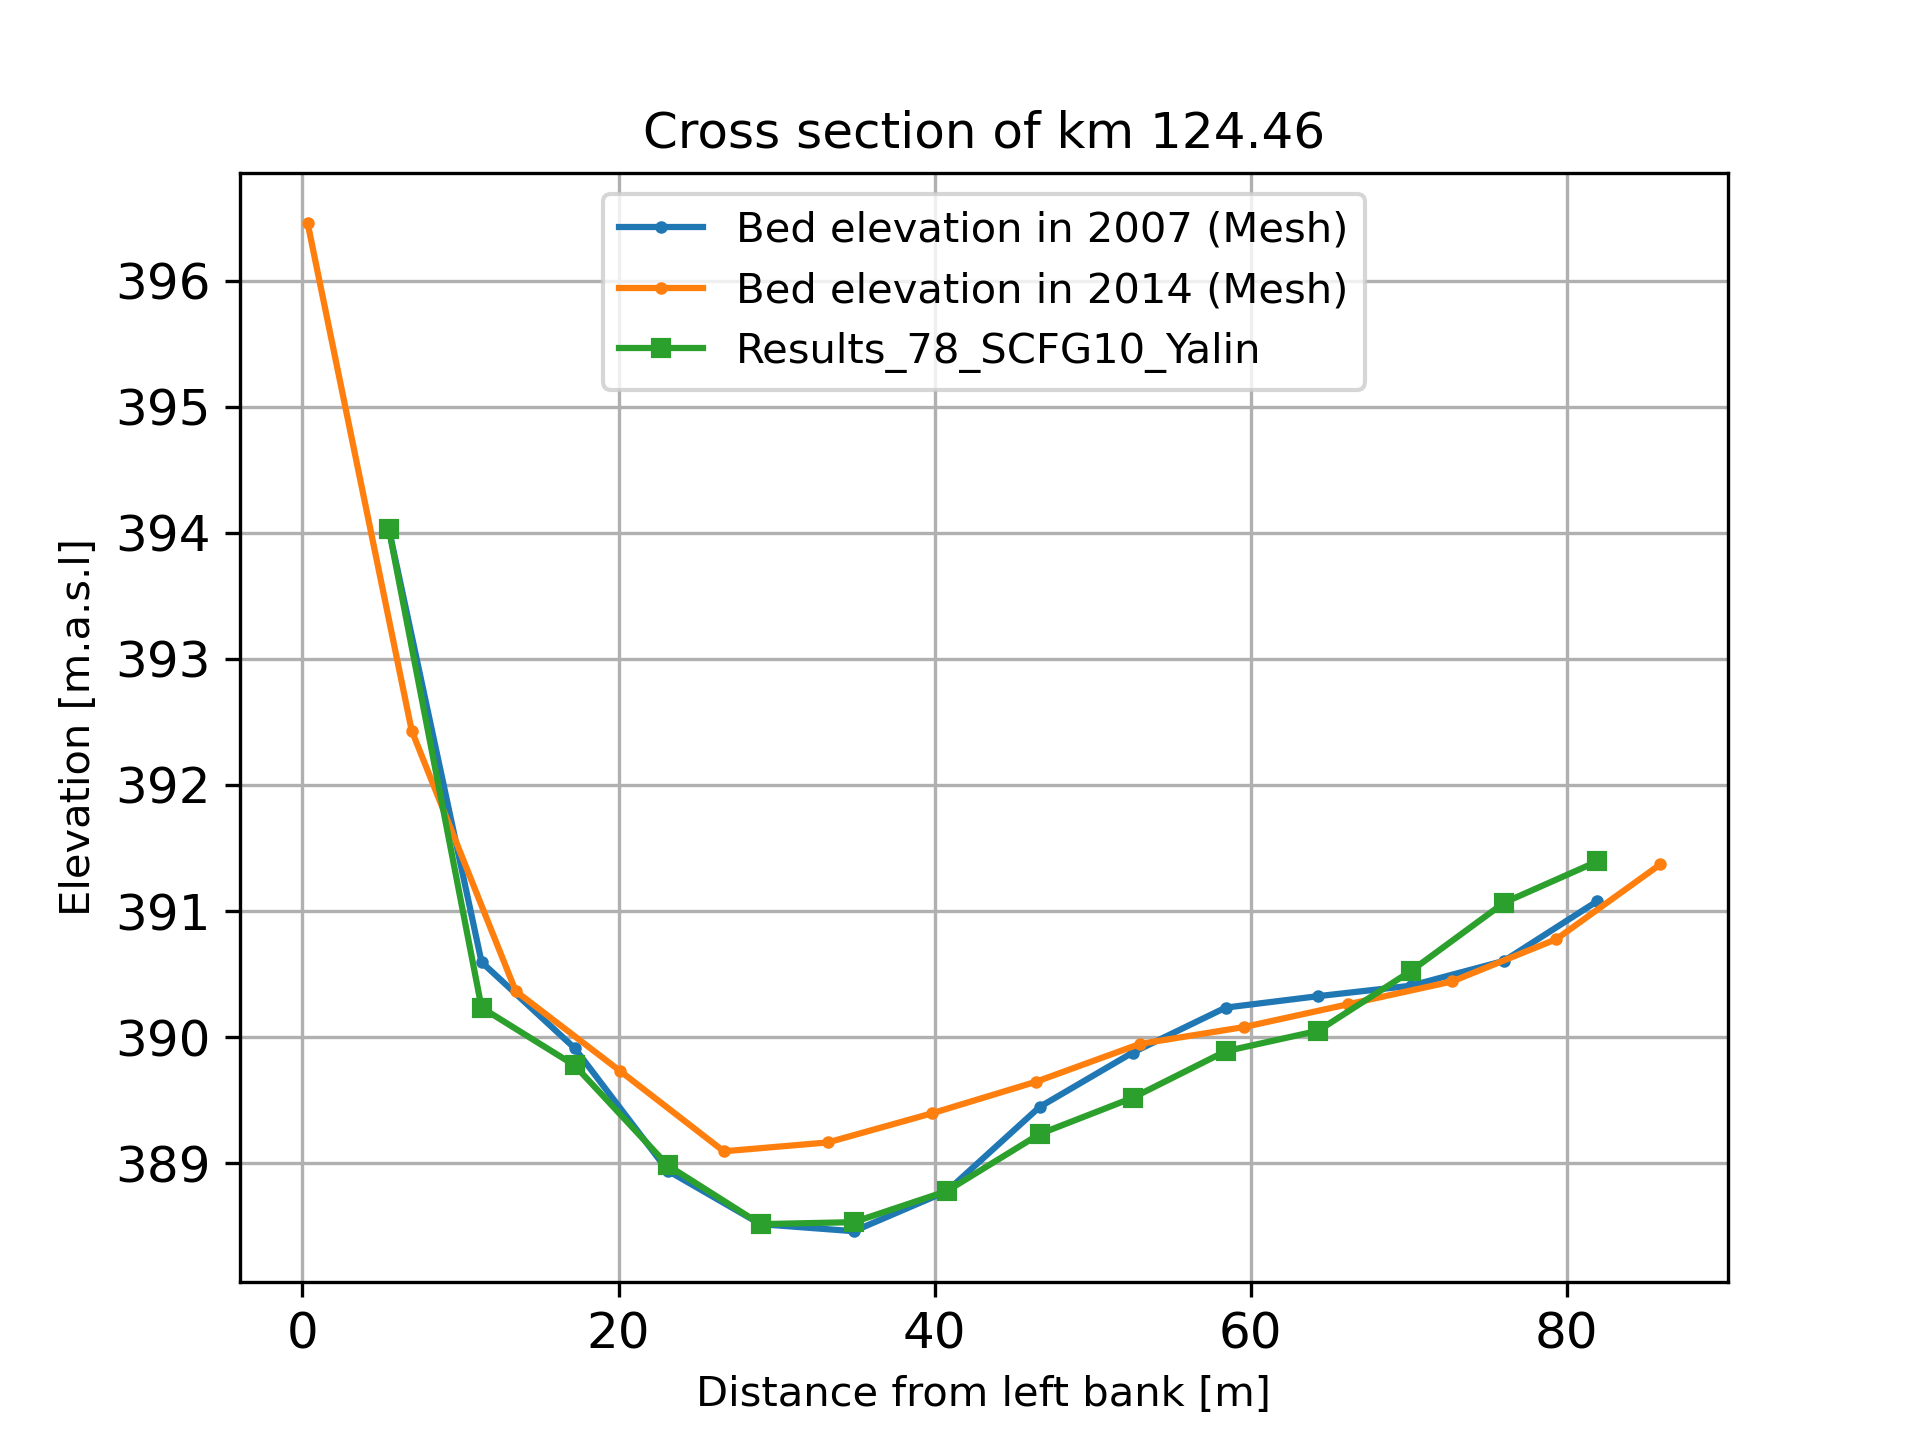 Cross section of km 124.46
Bed elevation in 2007 (Mesh)
Bed elevation in 2014 (Mesh)
Results_78_SCFG10_Yalin
396
395
394
393
392
391
390
389
Elevation [m.a.s.l]
0 20 40 60 80
Distance from left bank [m]